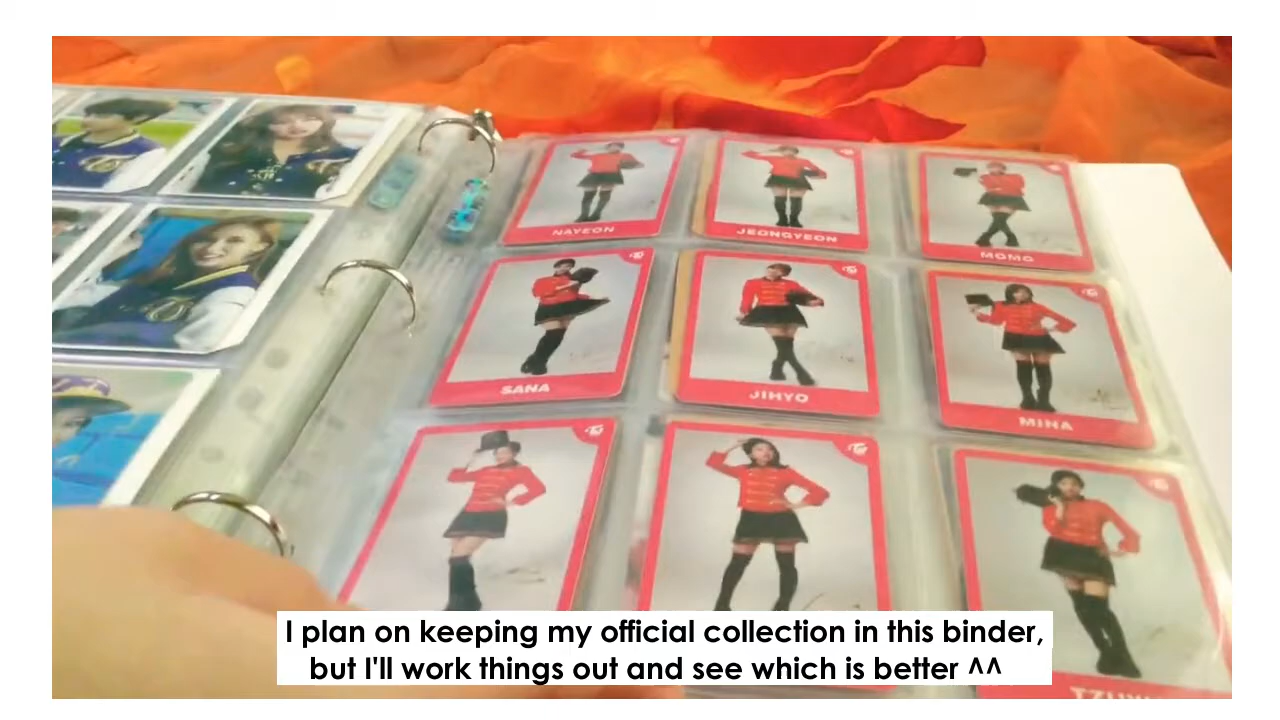 NAYEON
JEONGYEON
MOMO
SANA
JIHYO
MINA
I plan on keeping my official collection in this binder,
but I'll work things out and see which is better ^^